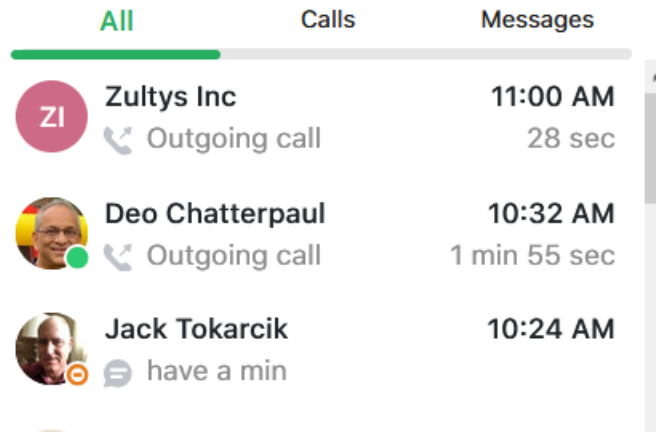 All Calls Messages
ZI Zultys Inc 11:00 AM
Outgoing call 28 sec
Deo Chatterpaul 10:32 AM
Outgoing call 1 min 55 sec
Jack Tokarcik 10:24 AM
have a min